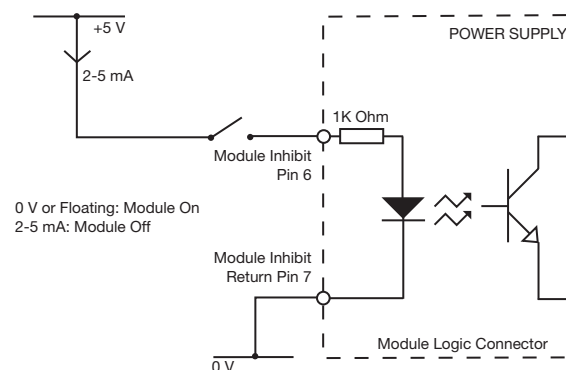 +5 V
POWER SUPPLY
2-5 mA
1K Ohm
Module Inhibit
Pin 6
0 V or Floating: Module On
2-5 mA: Module Off
Module Inhibit
Return Pin 7
Module Logic Connector
0 V